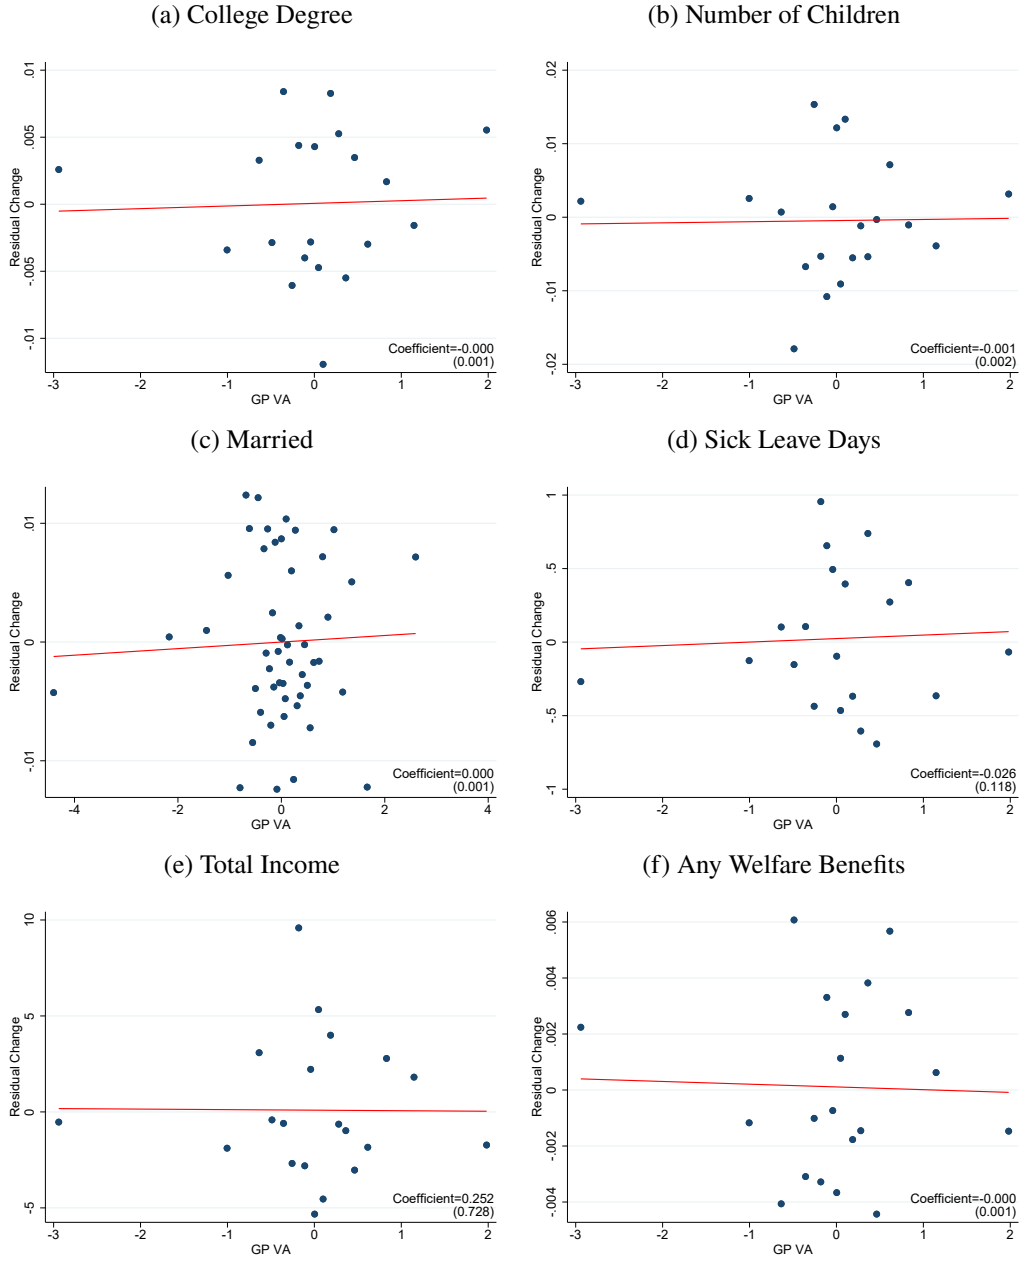 (a) College Degree
(b) Number of Children
Residual Change
.01
.005
0
-.005
-.01
Coefficient=-0.000
(0.001)
-3
-2
-1
0
1
2
GP VA
Residual Change
.02
.01
0
-.01
-.02
Coefficient=-0.001
(0.002)
-3
-2
-1
0
1
2
GP VA
(c) Married
(d) Sick Leave Days
Residual Change
.01
0
-.01
Coefficient=0.000
(0.001)
-4
-2
0
2
4
GP VA
Residual Change
1
.5
0
-.5
-1
Coefficient=-0.026
(0.118)
-3
-2
-1
0
1
2
GP VA
(e) Total Income
(f) Any Welfare Benefits
Residual Change
10
5
0
-5
Coefficient=0.252
(0.728)
-3
-2
-1
0
1
2
GP VA
Residual Change
.006
.004
.002
0
-.002
-.004
Coefficient=-0.000
(0.001)
-3
-2
-1
0
1
2
GP VA